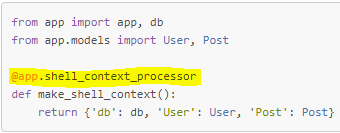 from app import app, db
from app.models import User, Post
@app.shell_context_processor
def make_shell_context():
    return {'db': db, 'User': User, 'Post': Post}